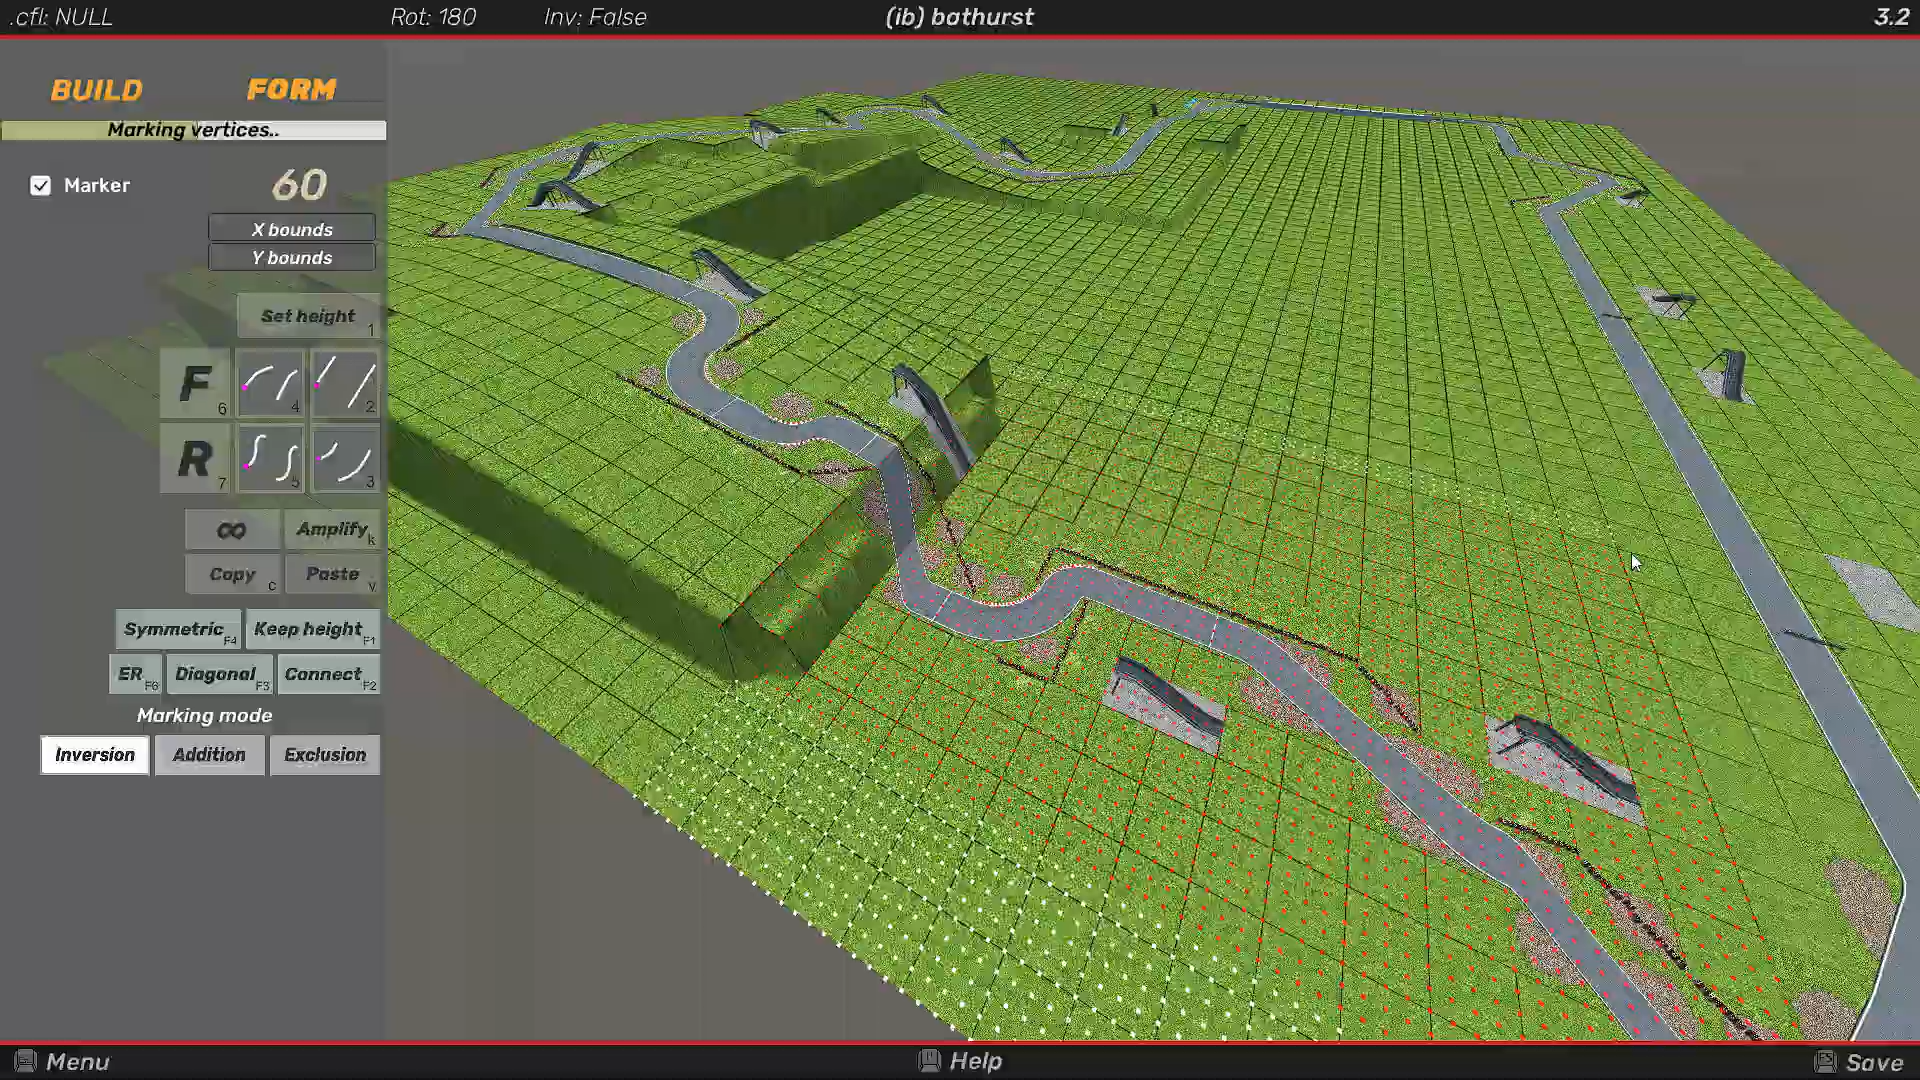 .cfl: NULL
Rot: 180
Inv: False
(ib) bathurst
3.2
BUILD
FORM
Marking vertices..
Marker
60
X bounds
Y bounds
Set height 1
F 6
4
2
R 7
5
3
∞
Amplify k
Copy c
Paste v
Symmetric F4
Keep height F1
ER F6
Diagonal F3
Connect F2
Marking mode
Inversion
Addition
Exclusion
Menu
Help
Save